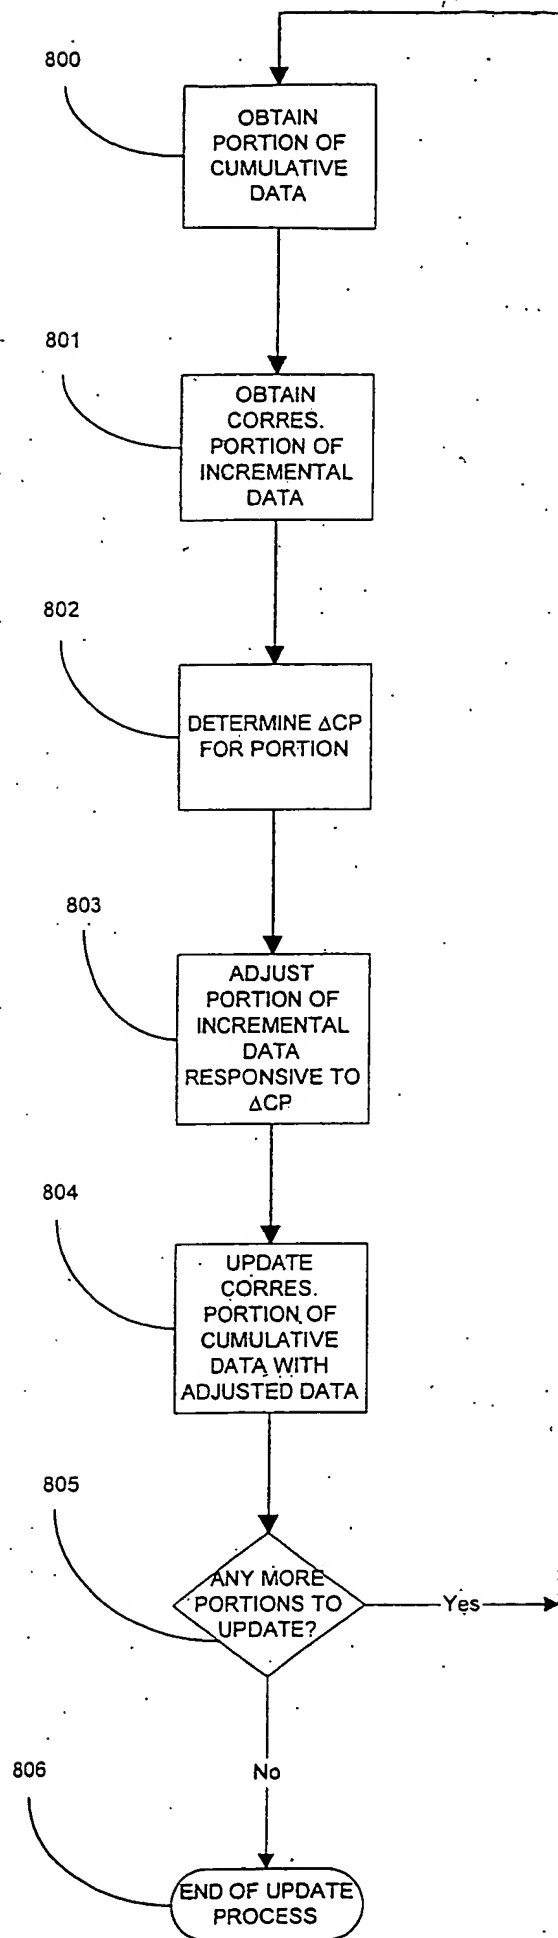 800
OBTAIN
PORTION OF
CUMULATIVE
DATA
801
OBTAIN
CORRES.
PORTION OF
INCREMENTAL
DATA
802
DETERMINE ΔCP
FOR PORTION
803
ADJUST
PORTION OF
INCREMENTAL
DATA
RESPONSIVE TO
ΔCP
804
UPDATE
CORRES.
PORTION OF
CUMULATIVE
DATA WITH
ADJUSTED DATA
805
ANY MORE
PORTIONS TO
UPDATE?
Yes
No
806
END OF UPDATE
PROCESS